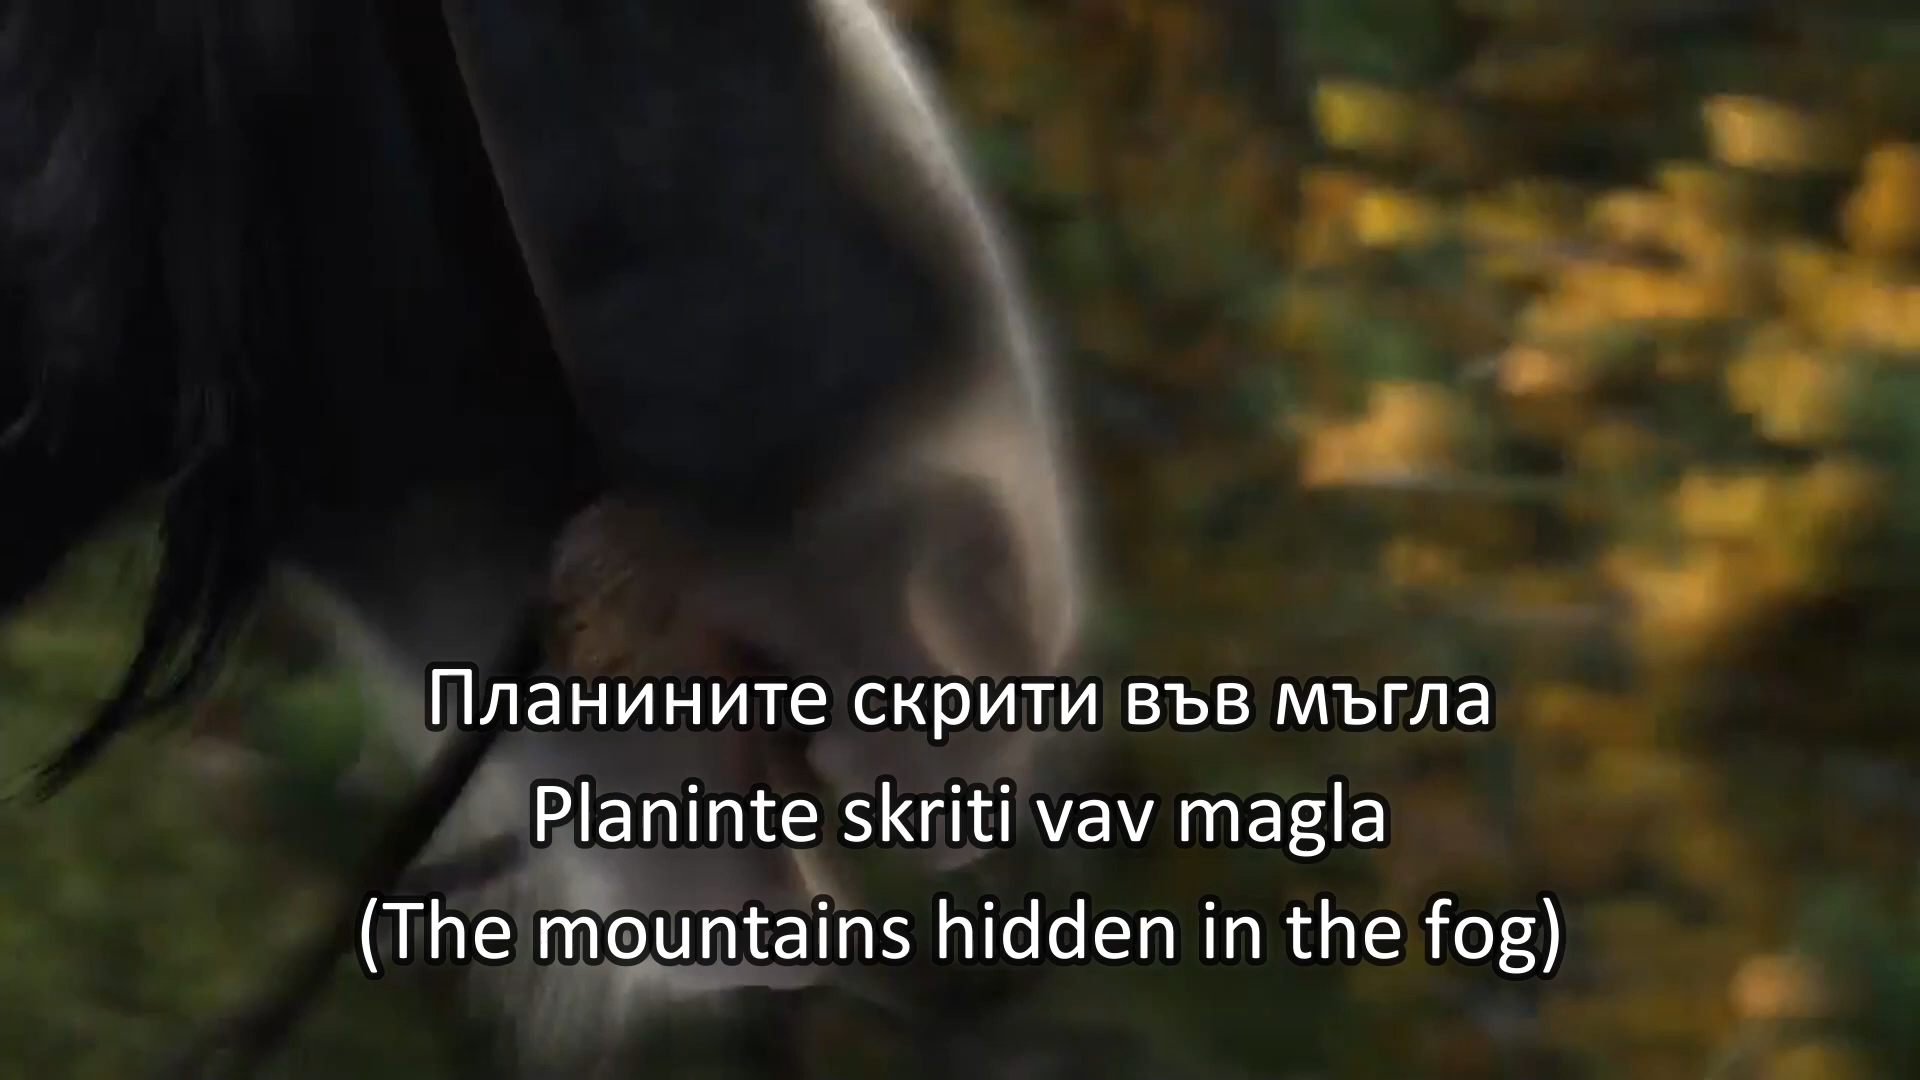 Планините скрити във мъгла
Planinte skriti vav magla
(The mountains hidden in the fog)